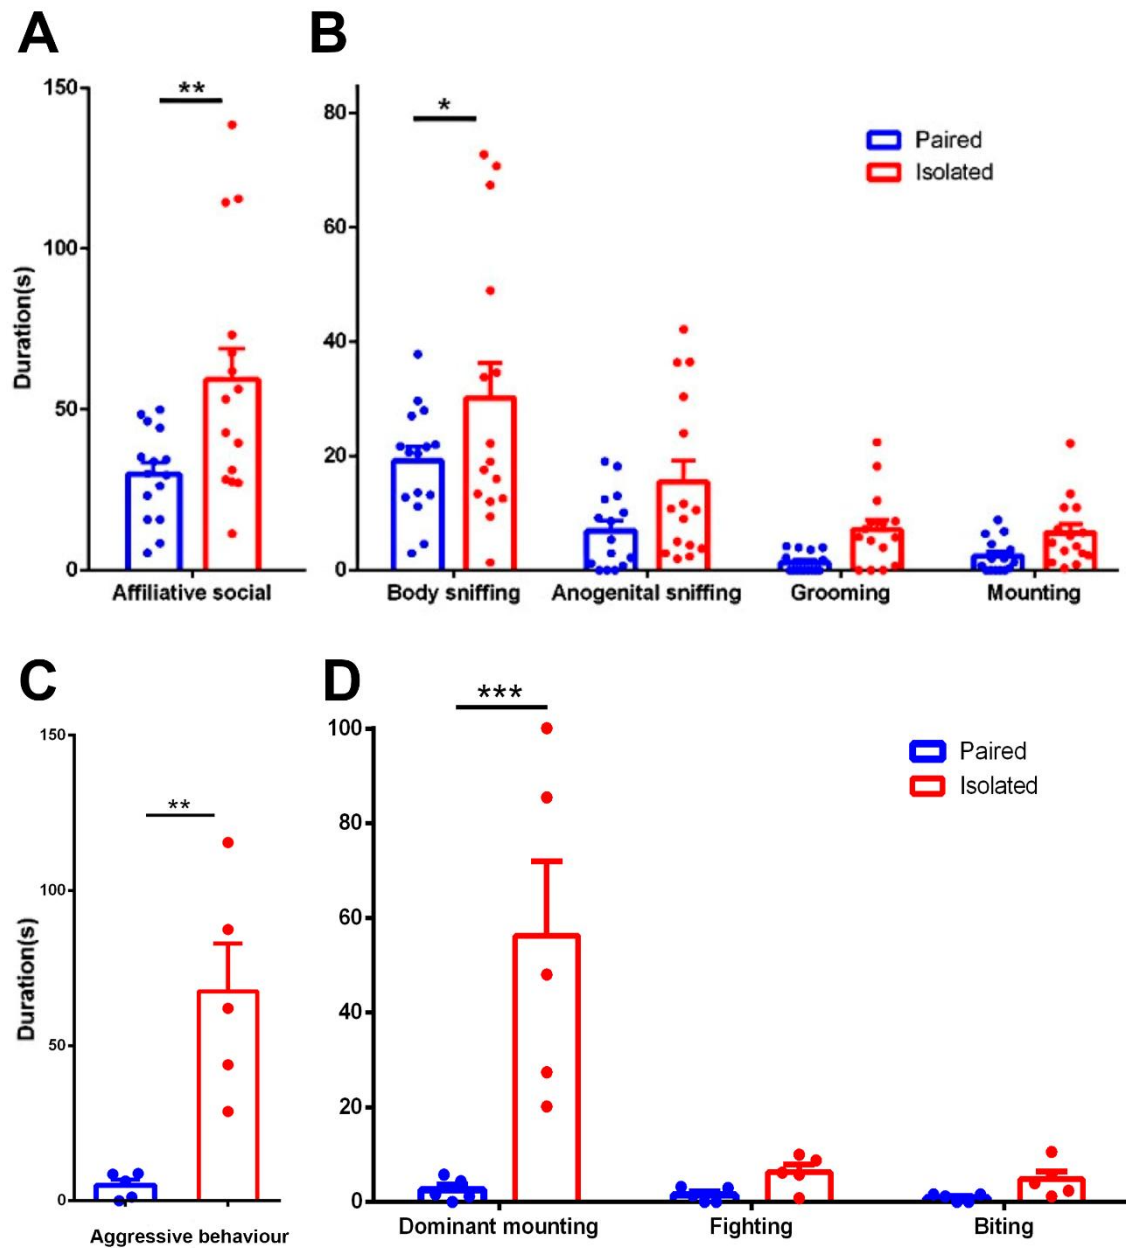 A
B
150
100
50
0
Duration(s)
**
Affiliative social
80
60
40
20
0
*
Paired
Isolated
Body sniffing
Anogenital sniffing
Grooming
Mounting
C
D
150
100
50
0
Duration(s)
**
Aggressive behaviour
100
80
60
40
20
0
***
Paired
Isolated
Dominant mounting
Fighting
Biting